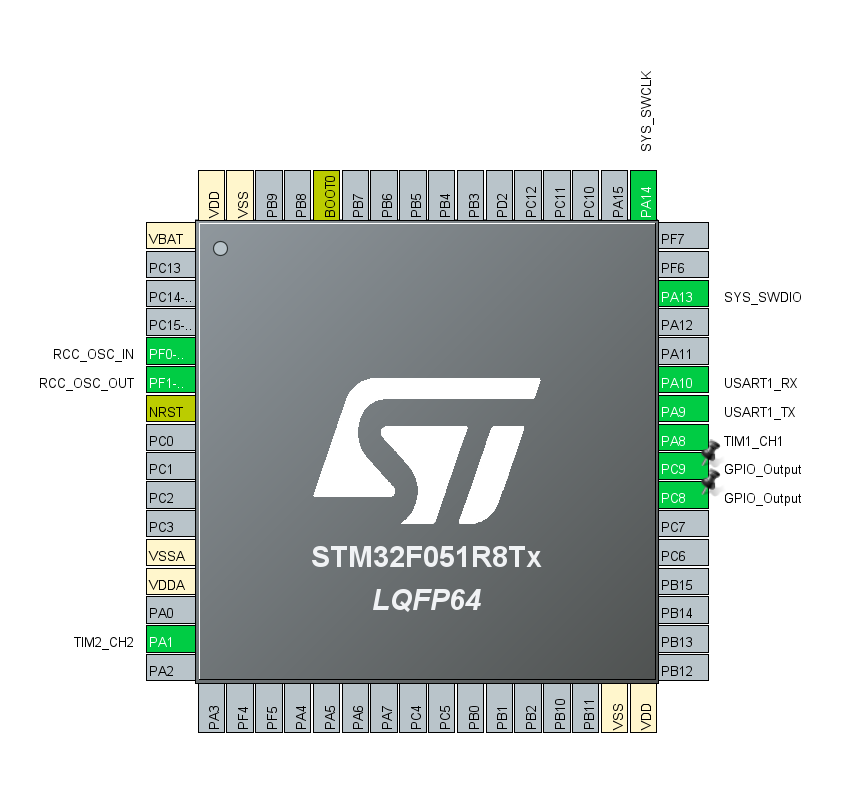 SYS_SWCLK
VDD
VSS
PB9
PB8
BOOT0
PB7
PB6
PB5
PB4
PB3
PD2
PC12
PC11
PC10
PA15
PA14
VBAT
PC13
PC14-..
PC15-..
RCC_OSC_IN PF0-..
RCC_OSC_OUT PF1-..
NRST
PC0
PC1
PC2
PC3
VSSA
VDDA
PA0
TIM2_CH2 PA1
PA2
PF7
PF6
PA13 SYS_SWDIO
PA12
PA11
PA10 USART1_RX
PA9 USART1_TX
PA8 TIM1_CH1
PC9 GPIO_Output
PC8 GPIO_Output
PC7
PC6
PB15
PB14
PB13
PB12
ST
STM32F051R8Tx
LQFP64
PA3
PF4
PF5
PA4
PA5
PA6
PA7
PC4
PC5
PB0
PB1
PB2
PB10
PB11
VSS
VDD